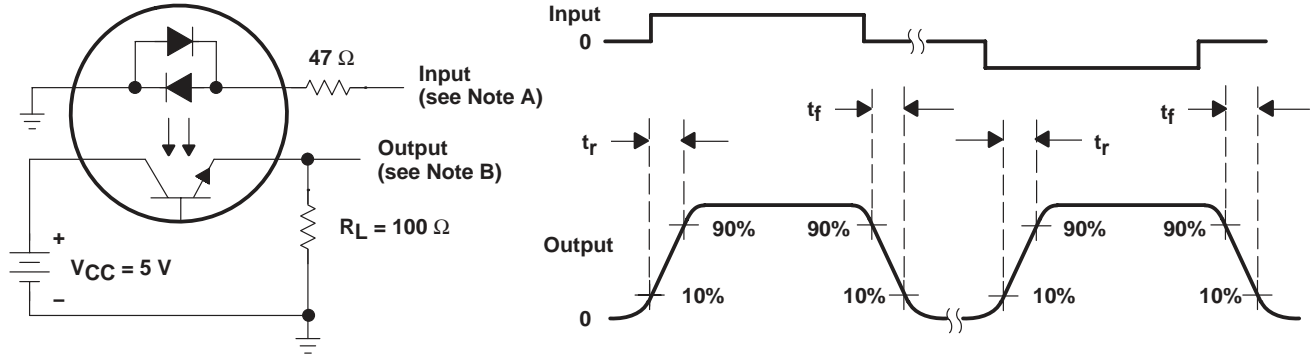 47 Ω
Input
(see Note A)
Output
(see Note B)
RL = 100 Ω
+
VCC = 5 V
−
Input
0
tr
tf
tr
tf
Output
90%
90%
90%
90%
10%
10%
10%
10%
0